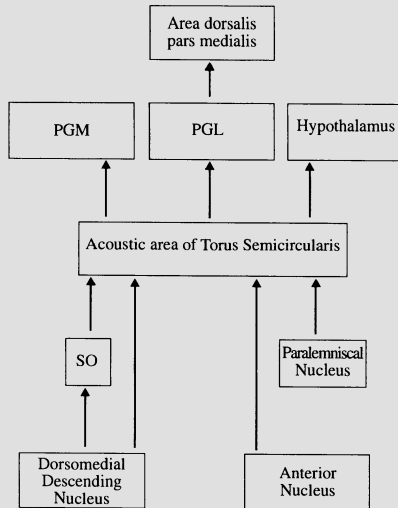 Area dorsalis
pars medialis
PGM
PGL
Hypothalamus
Acoustic area of Torus Semicircularis
SO
Paralemniscal
Nucleus
Dorsomedial
Descending
Nucleus
Anterior
Nucleus